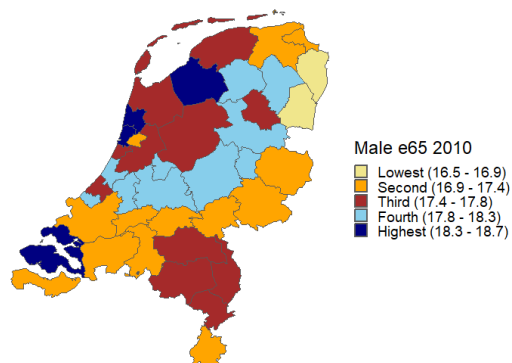 Male e65 2010
Lowest (16.5 - 16.9)
Second (16.9 - 17.4)
Third (17.4 - 17.8)
Fourth (17.8 - 18.3)
Highest (18.3 - 18.7)